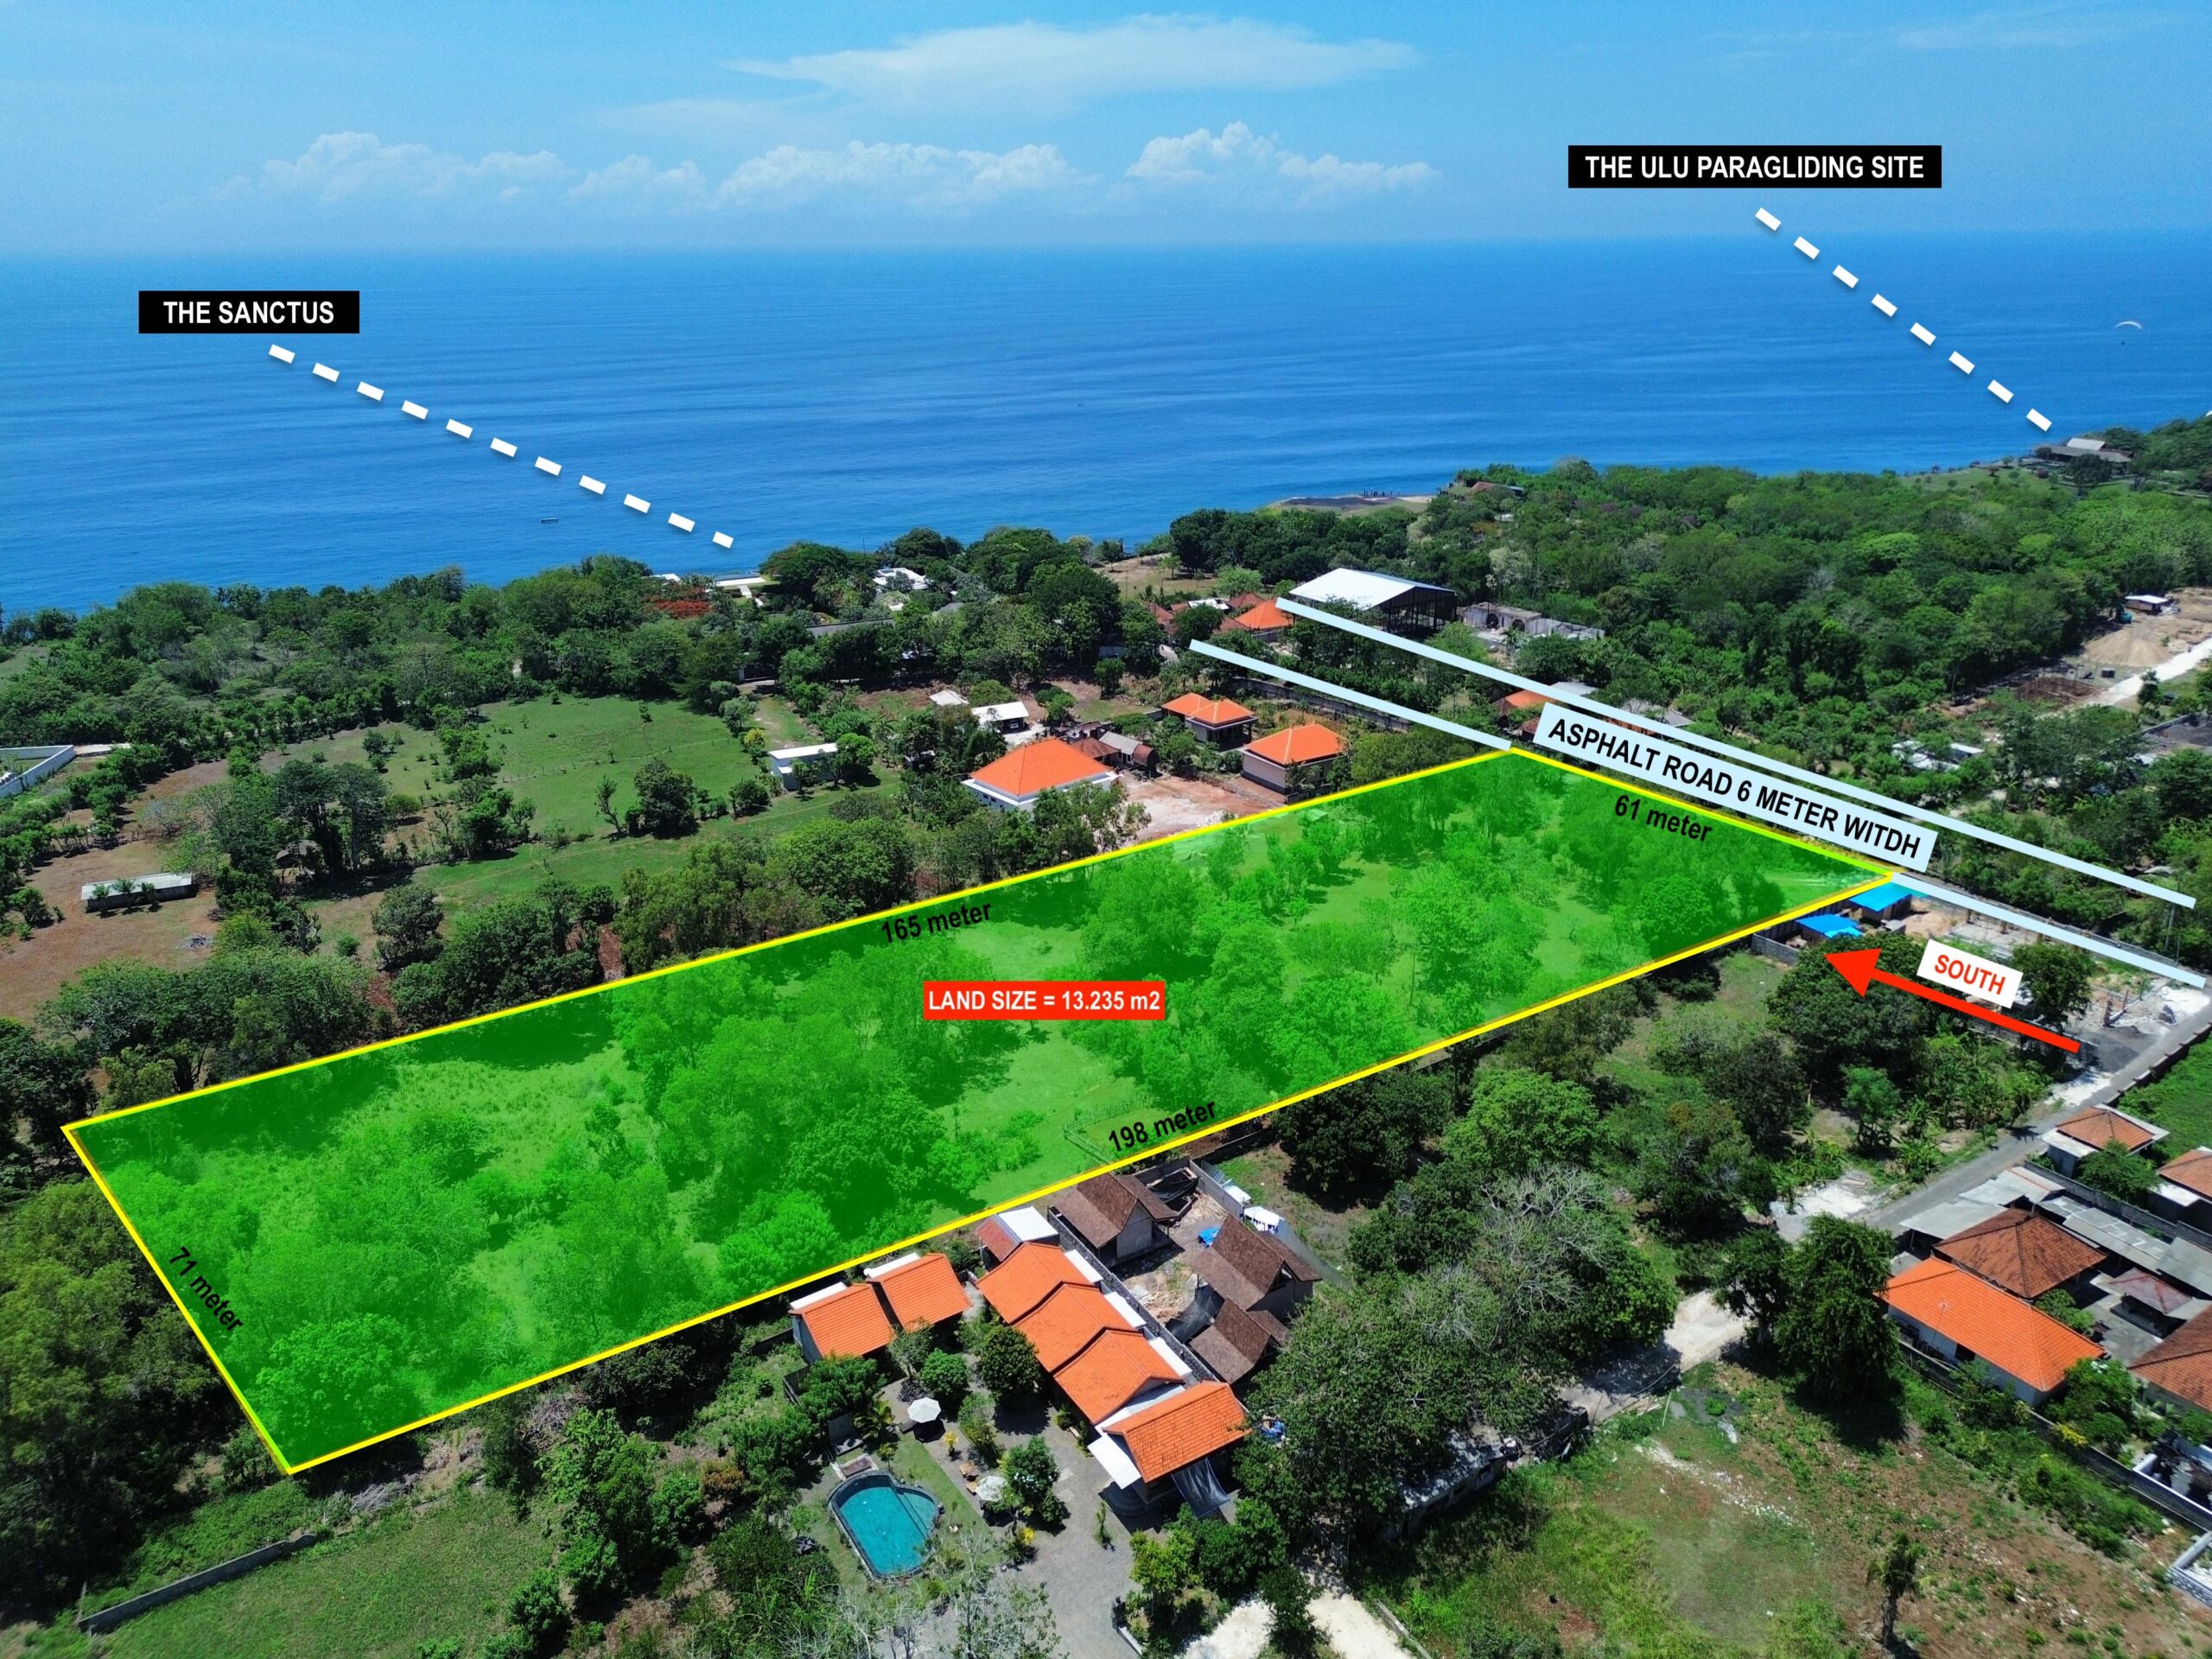 THE ULU PARAGLIDING SITE
THE SANCTUS
ASPHALT ROAD 6 METER WITDH
61 meter
165 meter
SOUTH
LAND SIZE = 13.235 m2
198 meter
71 meter